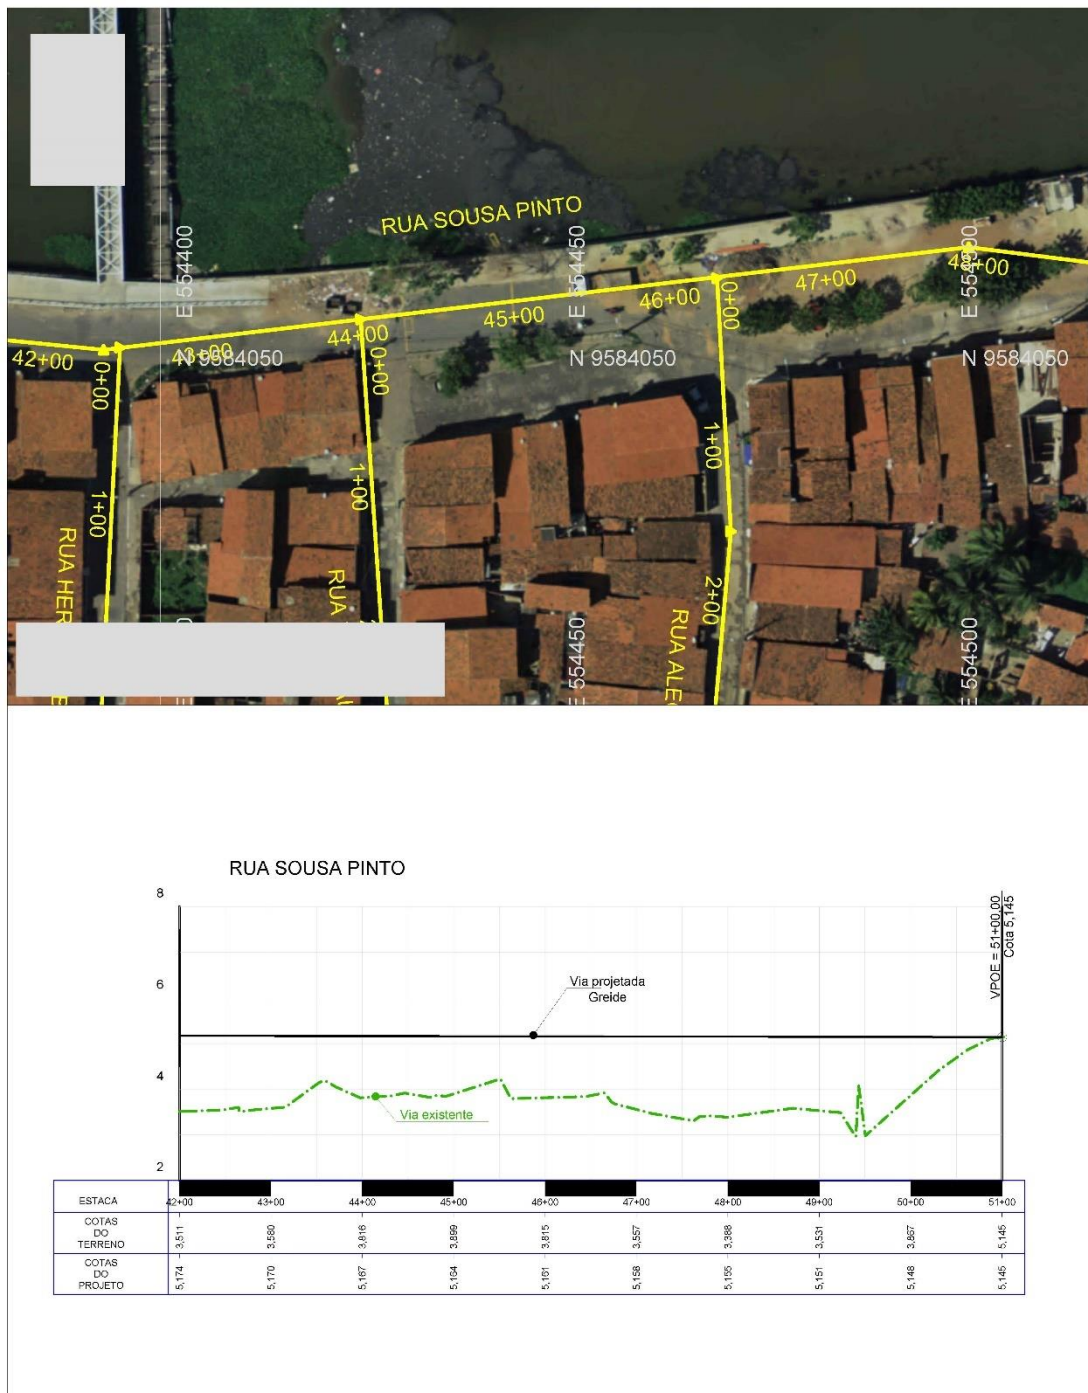 RUA SOUSA PINTO
E 554400
E 554450
E 554500
42+00
43+00
44+00
45+00
46+00
47+00
48+00
N 9584050
N 9584050
0+00
0+00
0+00
1+00
1+00
1+00
2+00
RUA HER
RUA
RUA ALE
E 554450
E 554500
RUA SOUSA PINTO
8
6
4
2
VPOE = 51+00,00
Cota 5,145
Via projetada
Greide
Via existente
ESTACA 42+00 43+00 44+00 45+00 46+00 47+00 48+00 49+00 50+00 51+00
COTAS
DO
TERRENO
3,511 3,580 3,816 3,899 3,815 3,557 3,388 3,531 3,867 5,145
COTAS
DO
PROJETO
5,174 5,170 5,167 5,164 5,161 5,158 5,155 5,151 5,148 5,145